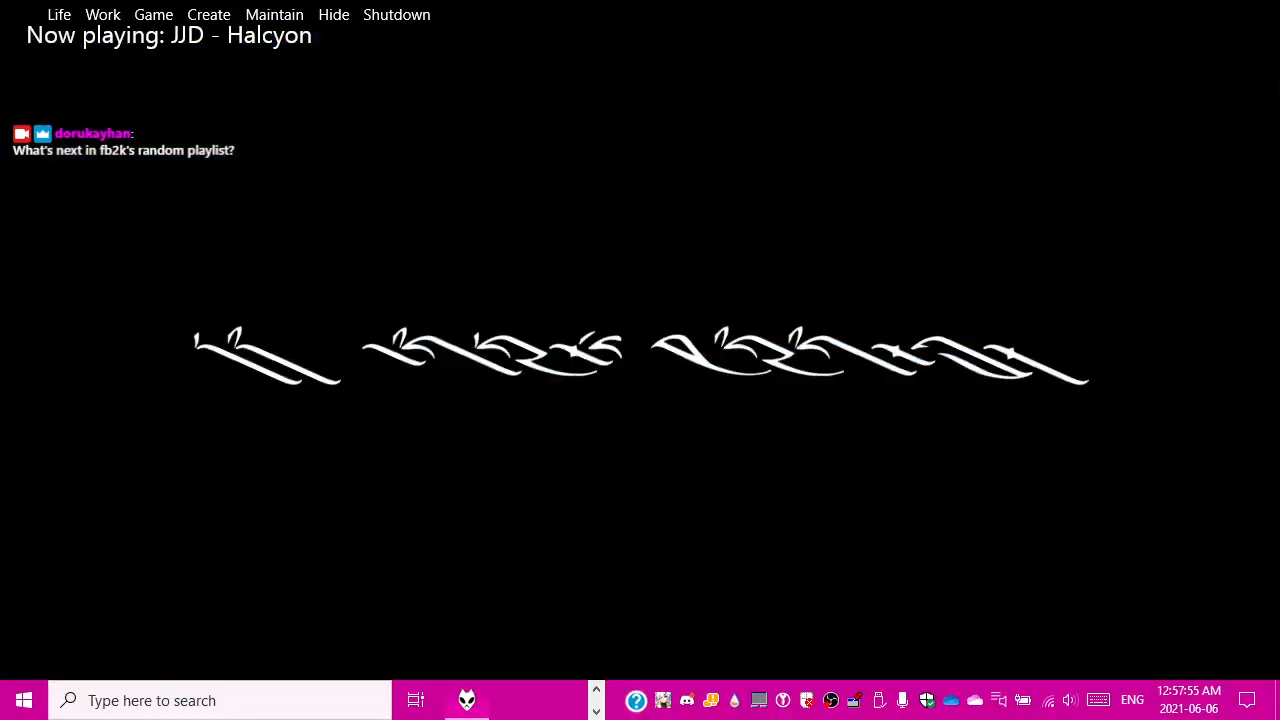 Life Work Game Create Maintain Hide Shutdown
Now playing: JJD - Halcyon
dorukayhan:
What's next in fb2k's random playlist?
Type here to search
ENG
12:57:55 AM
2021-06-06